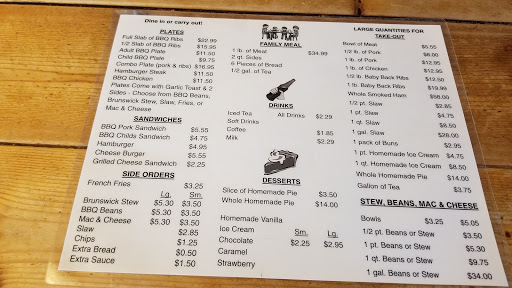 Dine in or carry out!
PLATES
Full Slab of BBQ Ribs $22.99
1/2 Slab of BBQ Ribs $15.95
Adult BBQ Plate $11.50
Child BBQ Plate $9.75
Combo Plate (pork & ribs) $16.95
Hamburger Steak $11.50
BBQ Chicken $11.50
Plates Come with Garlic Toast & 2
Sides - Choose from BBQ Beans,
Brunswick Stew, Slaw, Fries, or
Mac & Cheese
SANDWICHES
BBQ Pork Sandwich $5.55
BBQ Childs Sandwich $4.75
Hamburger $4.95
Cheese Burger $5.55
Grilled Cheese Sandwich $2.25
SIDE ORDERS
French Fries $3.25
Lg. Sm.
Brunswick Stew $5.30 $3.50
BBQ Beans $5.30 $3.50
Mac & Cheese $5.30 $3.50
Slaw $2.85
Chips $1.25
Extra Bread $0.50
Extra Sauce $1.50
FAMILY MEAL
1 lb. of Meat $34.99
2 qt. Sides
6 Pieces of Bread
1/2 gal. of Tea
DRINKS
Iced Tea All Drinks $2.29
Soft Drinks
Coffee $1.85
Milk $2.29
DESSERTS
Slice of Homemade Pie $3.50
Whole Homemade Pie $14.00
Homemade Vanilla
Ice Cream Sm. Lg.
Chocolate $2.25 $2.95
Caramel
Strawberry
LARGE QUANTITIES FOR
TAKE-OUT
Bowl of Meat $5.55
1/2 lb. of Pork $6.00
1 lb. of Pork $12.95
1 lb. of Chicken $12.95
1/2 lb. Baby Back Ribs $13.50
1 lb. Baby Back Ribs $19.99
Whole Smoked Ham $56.00
1/2 pt. Slaw $2.85
1 pt. Slaw $4.75
1 qt. Slaw $8.50
1 gal. Slaw $28.00
1 pack of Buns $2.95
1 pt. Homemade Ice Cream $4.75
1 qt. Homemade Ice Cream $8.50
Whole Homemade Pie $14.00
Gallon of Tea $3.75
STEW, BEANS, MAC & CHEESE
Bowls $3.25 $5.05
1/2 pt. Beans or Stew $3.50
1 pt. Beans or Stew $5.30
1 qt. Beans or Stew $9.75
1 gal. Beans or Stew $34.00